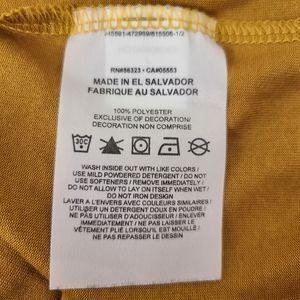 RN#56323 • CA#05553
MADE IN EL SALVADOR
FABRIQUE AU SALVADOR
100% POLYESTER
EXCLUSIVE OF DECORATION/
DECORATION NON COMPRISE
30C
WASH INSIDE OUT WITH LIKE COLORS /
USE MILD POWDERED DETERGENT / DO NOT
USE SOFTENERS / REMOVE IMMEDIATELY /
DO NOT ALLOW TO LAY ON ITSELF WHEN WET /
DO NOT IRON DESIGN
LAVER A L'ENVERS AVEC COULEURS SIMILAIRES /
UTILISER UN DETERGENT DOUX EN POUDRE /
NE PAS UTILISER D'ADOUCISSEUR / ENLEVER
IMMÉDIATEMENT / NE PAS LAISSER LE
VÊTEMENT PLIÉ LORSQU'IL EST MOUILLÉ /
NE PAS REPASSER LE DESSIN